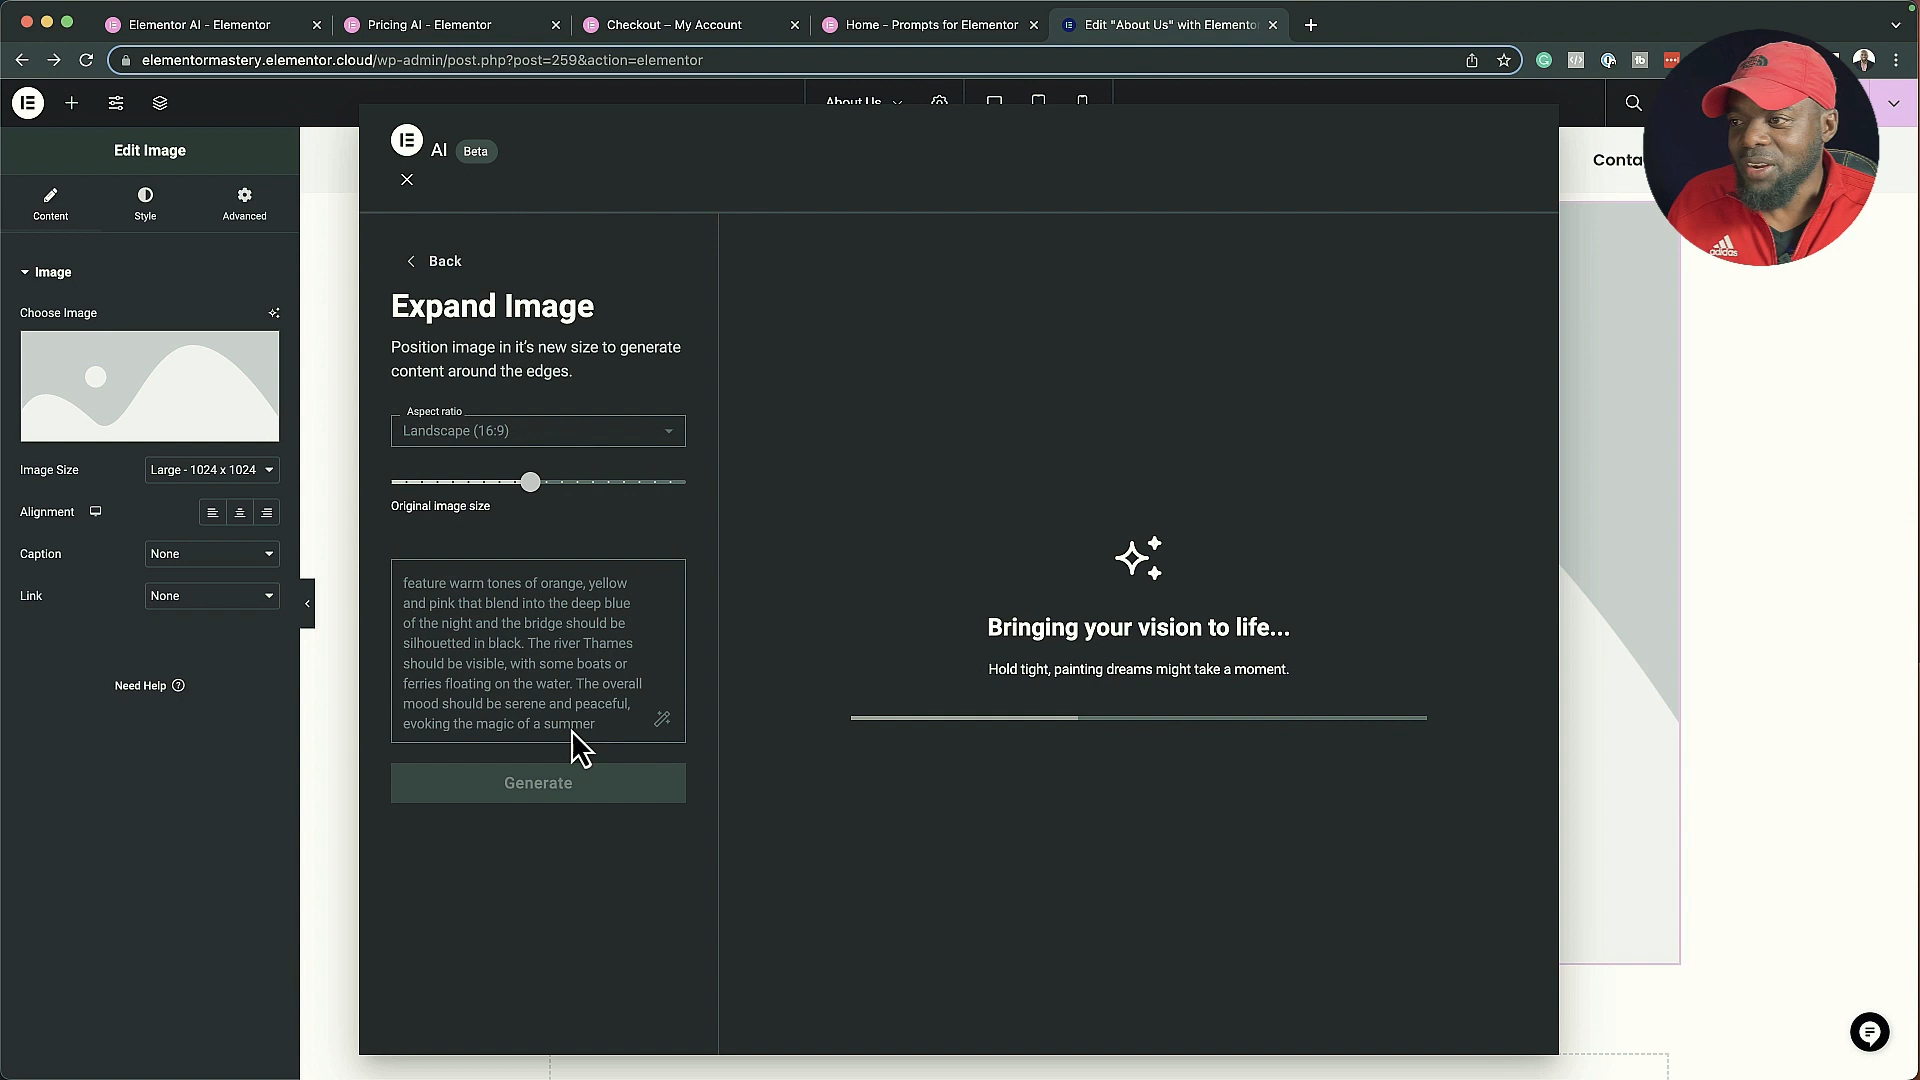 Elementor AI - Elementor
Pricing AI - Elementor
Checkout – My Account
Home - Prompts for Elementor
Edit "About Us" with Elemento
elementormastery.elementor.cloud/wp-admin/post.php?post=259&action=elementor
About Us
Edit Image
AI
Beta
Conta
adidas
Content
Style
Advanced
Back
Image
Expand Image
Choose Image
Position image in it's new size to generate
content around the edges.
Aspect ratio
Landscape (16:9)
Image Size
Large - 1024 x 1024
Original image size
Alignment
Caption
None
Link
None
feature warm tones of orange, yellow
and pink that blend into the deep blue
of the night and the bridge should be
silhouetted in black. The river Thames
should be visible, with some boats or
ferries floating on the water. The overall
mood should be serene and peaceful,
evoking the magic of a summer
Bringing your vision to life...
Hold tight, painting dreams might take a moment.
Need Help
Generate